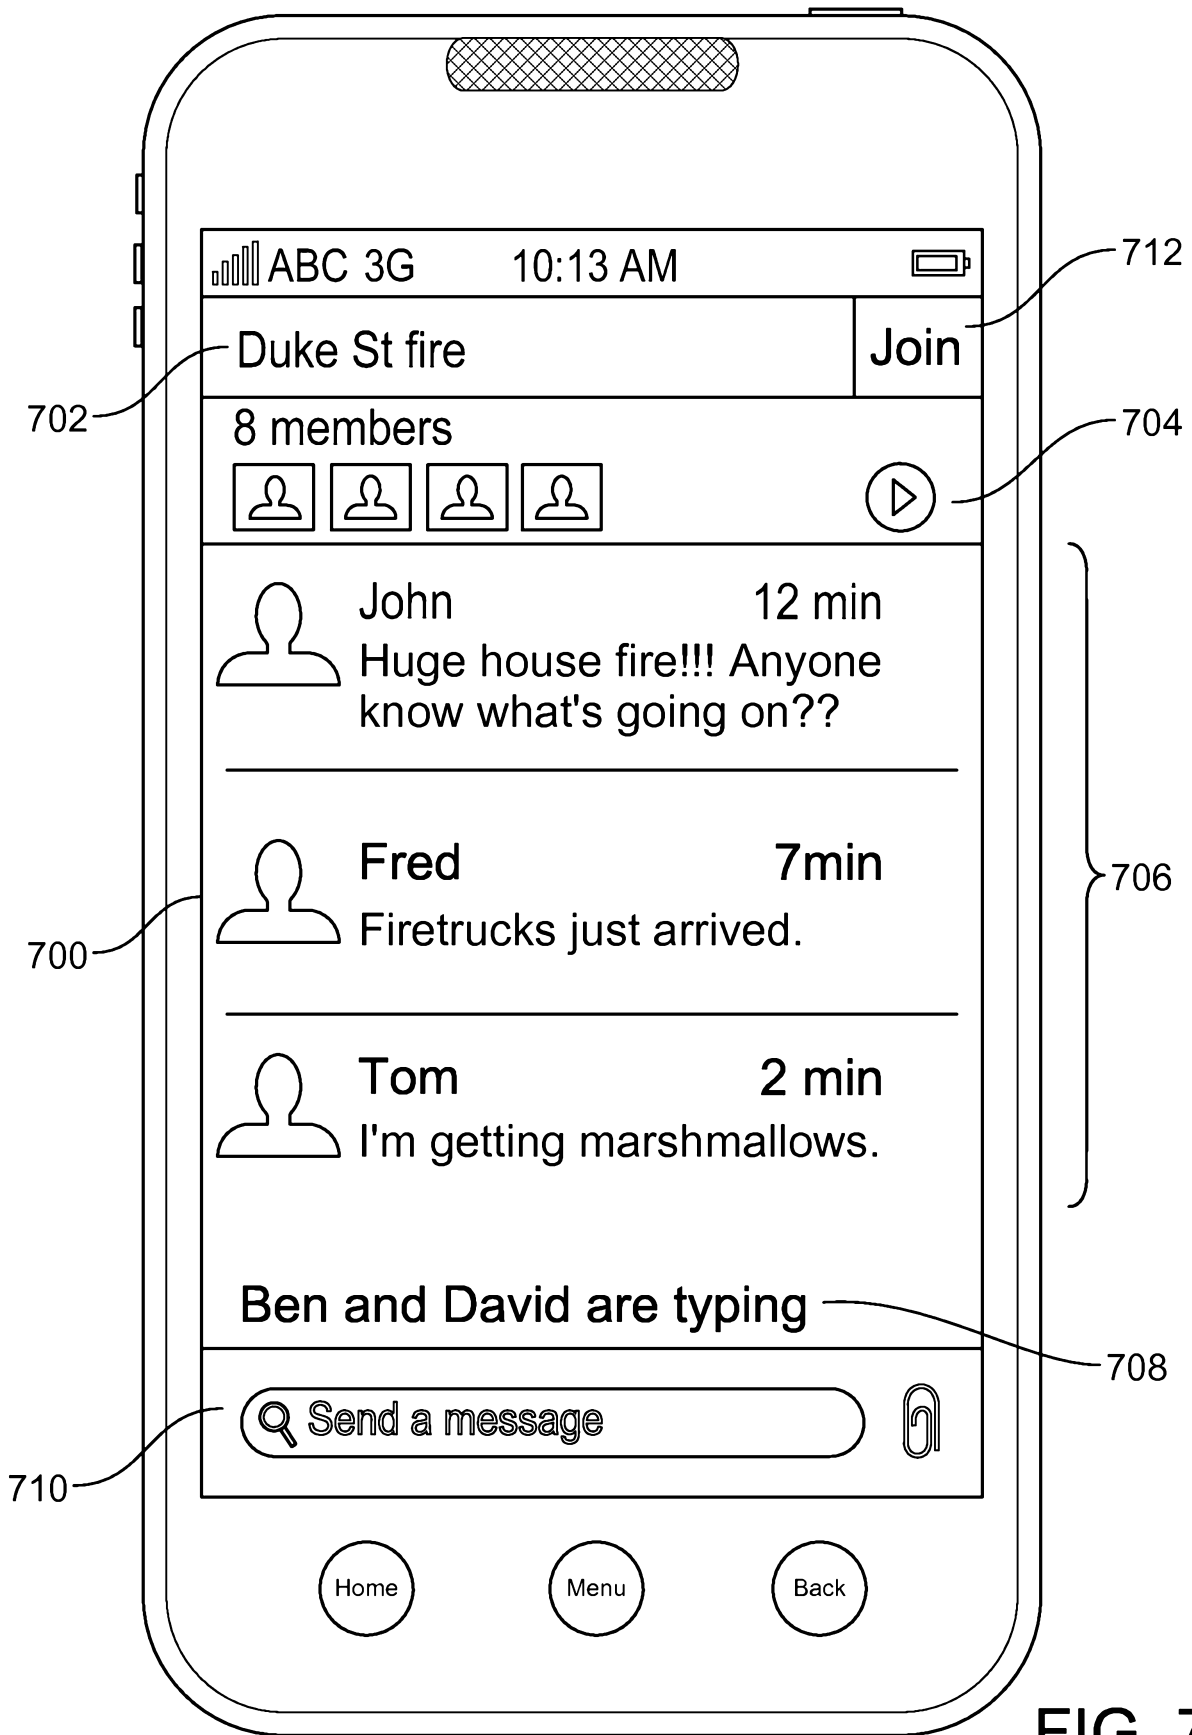 ABC 3G 10:13 AM
712
Duke St fire Join
702
8 members
704
John 12 min
Huge house fire!!! Anyone
know what's going on??
Fred 7min
706
Firetrucks just arrived.
700
Tom 2 min
I'm getting marshmallows.
Ben and David are typing
708
Send a message
710
Home Menu Back
FIG. 7